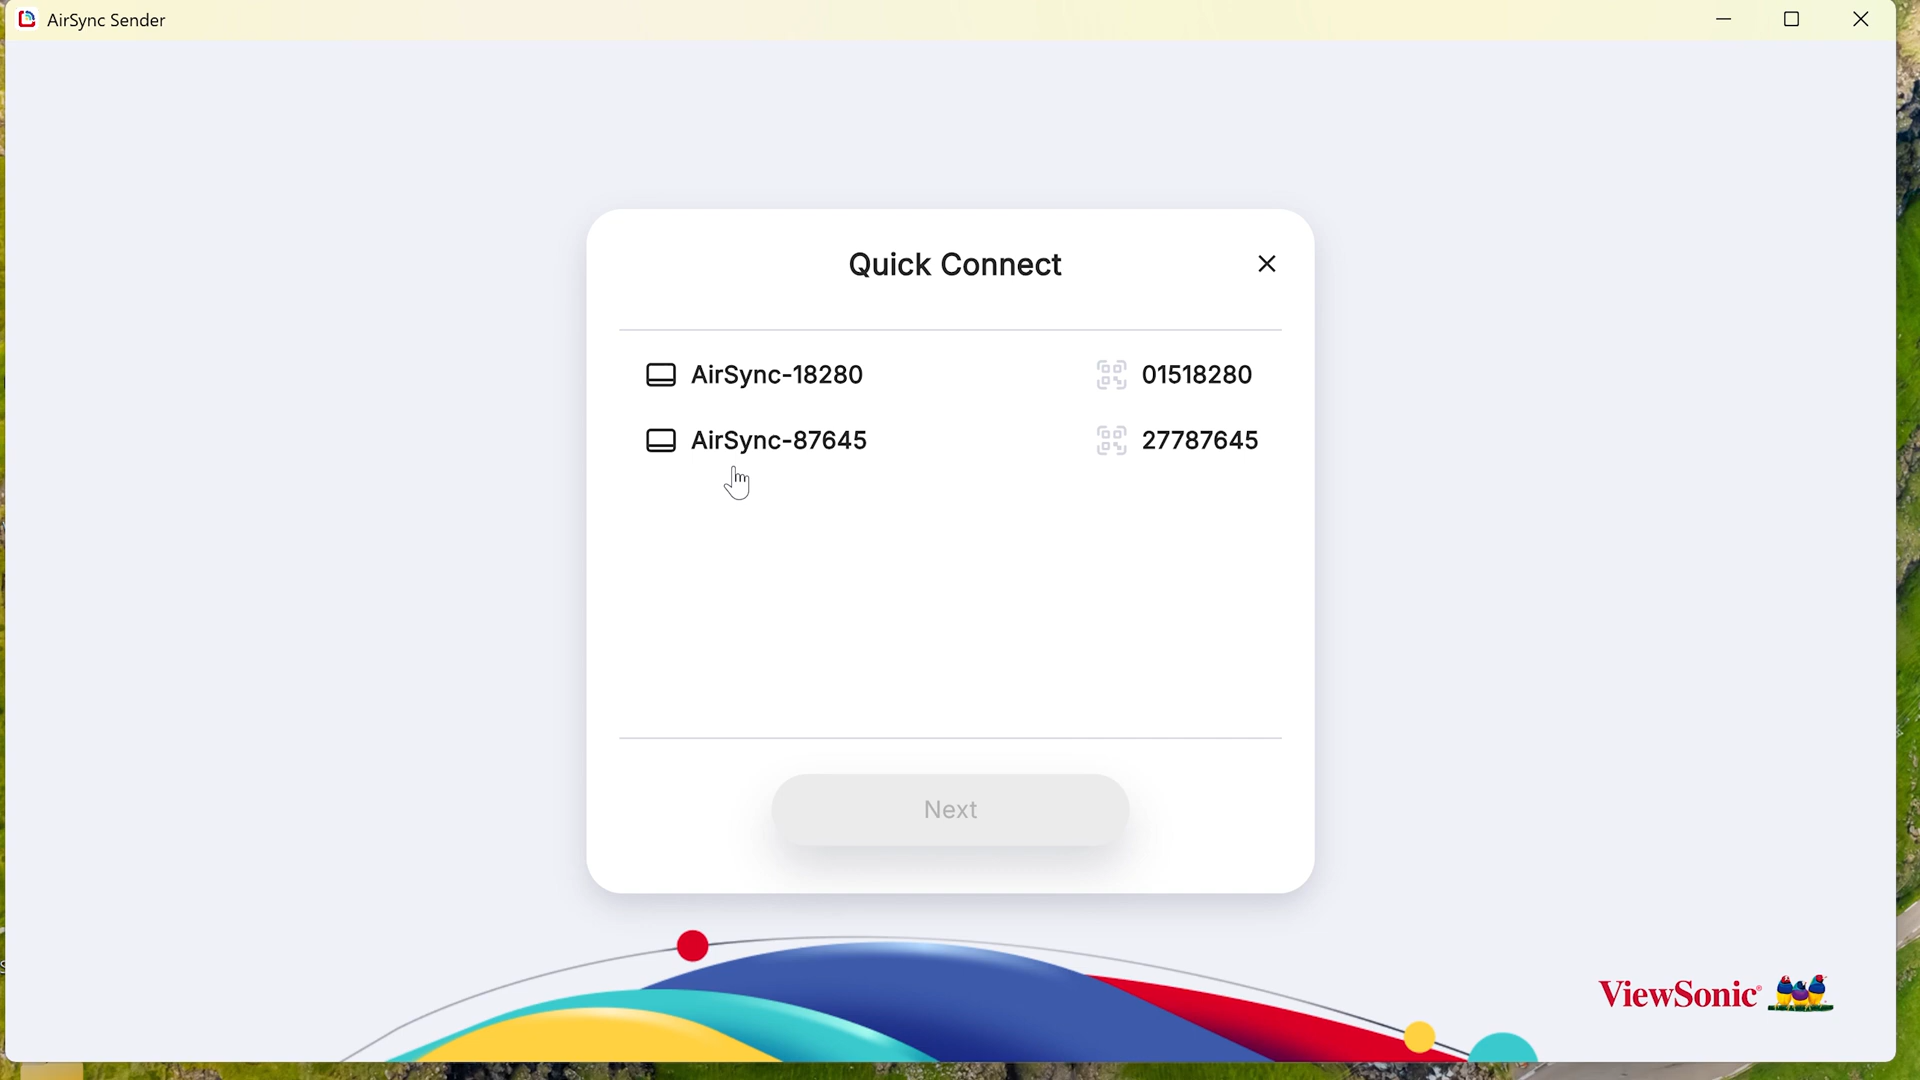 AirSync Sender
Quick Connect
AirSync-18280 01518280
AirSync-87645 27787645
Next
ViewSonic®